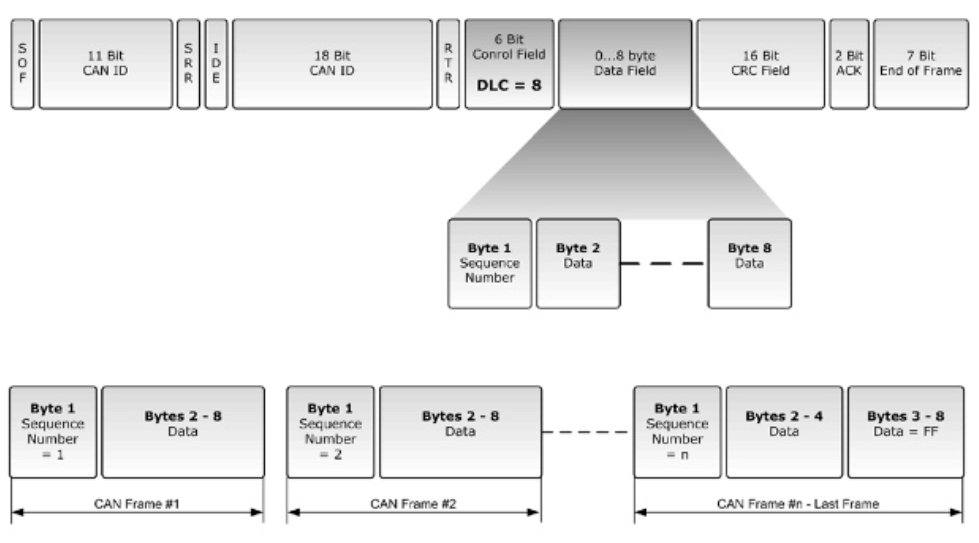 SOF
11 Bit
CAN ID
SRR
IDE
18 Bit
CAN ID
RTR
6 Bit
Conrol Field
DLC = 8
0...8 byte
Data Field
16 Bit
CRC Field
2 Bit
ACK
7 Bit
End of Frame
Byte 1
Sequence
Number
Byte 2
Data
Byte 8
Data
Byte 1
Sequence
Number
= 1
Bytes 2 - 8
Data
Byte 1
Sequence
Number
= 2
Bytes 2 - 8
Data
Byte 1
Sequence
Number
= n
Bytes 2 - 4
Data
Bytes 3 - 8
Data = FF
CAN Frame #1
CAN Frame #2
CAN Frame #n - Last Frame